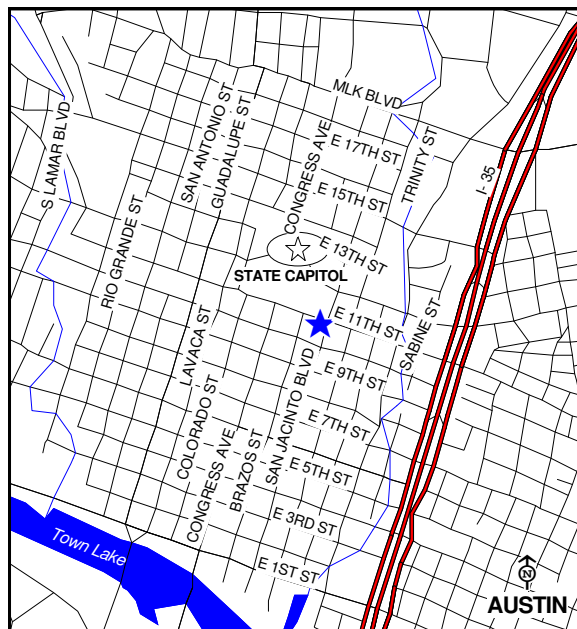 MLK BLVD
S LAMAR BLVD
SAN ANTONIO ST
GUADALUPE ST
CONGRESS AVE
E 17TH ST
TRINITY ST
I- 35
E 15TH ST
RIO GRANDE ST
E 13TH ST
STATE CAPITOL
LAVACA ST
E 11TH ST
SABINE ST
SAN JACINTO BLVD
E 9TH ST
COLORADO ST
E 7TH ST
CONGRESS AVE
BRAZOS ST
E 5TH ST
E 3RD ST
Town Lake
E 1ST ST
N
AUSTIN